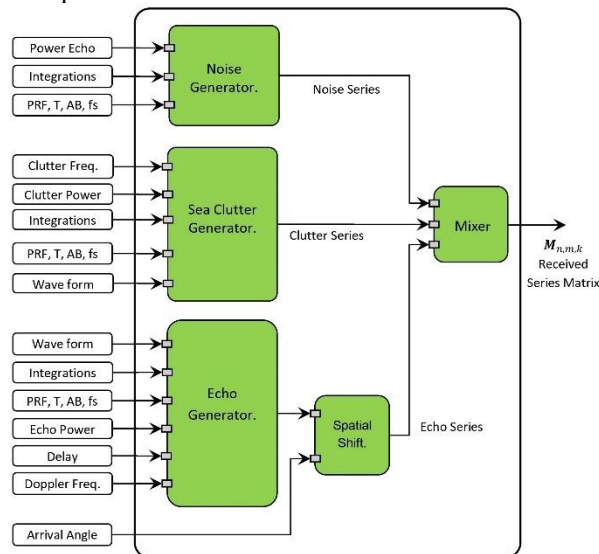 Power Echo
Integrations
PRF, T, AB, fs
Noise
Generator.
Noise Series
Clutter Freq.
Clutter Power
Integrations
PRF, T, AB, fs
Wave form
Sea Clutter
Generator.
Clutter Series
Mixer
M n,m,k
Received
Series Matrix
Wave form
Integrations
PRF, T, AB, fs
Echo Power
Delay
Doppler Freq.
Echo
Generator.
Spatial
Shift.
Echo Series
Arrival Angle